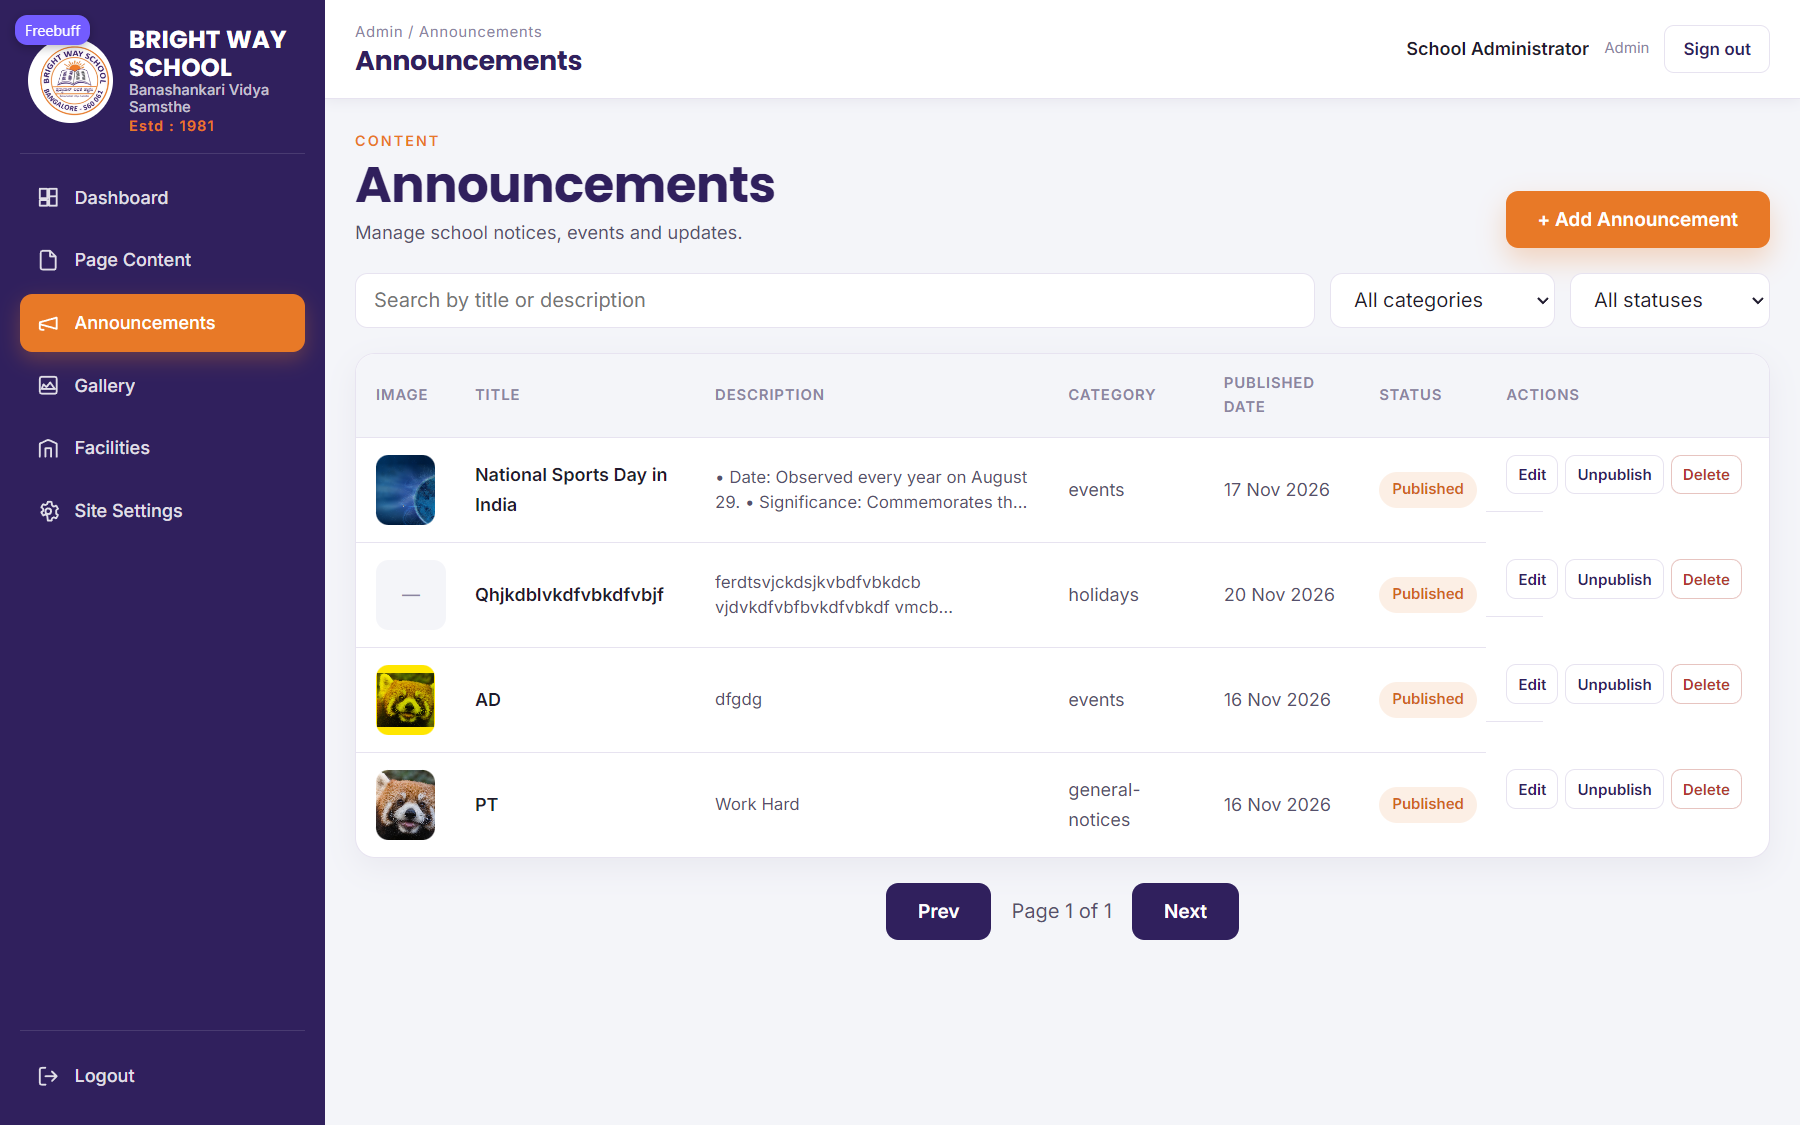 Freebuff
BRIGHT WAY SCHOOL
BANGALORE - 560 061
BRIGHT WAY
SCHOOL
Banashankari Vidya
Samsthe
Estd : 1981
Dashboard
Page Content
Announcements
Gallery
Facilities
Site Settings
Logout
Admin / Announcements
Announcements
School Administrator Admin Sign out
CONTENT
Announcements
Manage school notices, events and updates.
+ Add Announcement
Search by title or description All categories All statuses
IMAGE TITLE DESCRIPTION CATEGORY PUBLISHED DATE STATUS ACTIONS
National Sports Day in
India
• Date: Observed every year on August
29. • Significance: Commemorates th...
events 17 Nov 2026 Published Edit Unpublish Delete
— Qhjkdblvkdfvbkdfvbjf
ferdtsvjckdsjkvbdfvbkdcb
vjdvkdfvbfbvkdfvbkdf vmcb...
holidays 20 Nov 2026 Published Edit Unpublish Delete
AD dfgdg events 16 Nov 2026 Published Edit Unpublish Delete
PT Work Hard
general-
notices
16 Nov 2026 Published Edit Unpublish Delete
Prev Page 1 of 1 Next